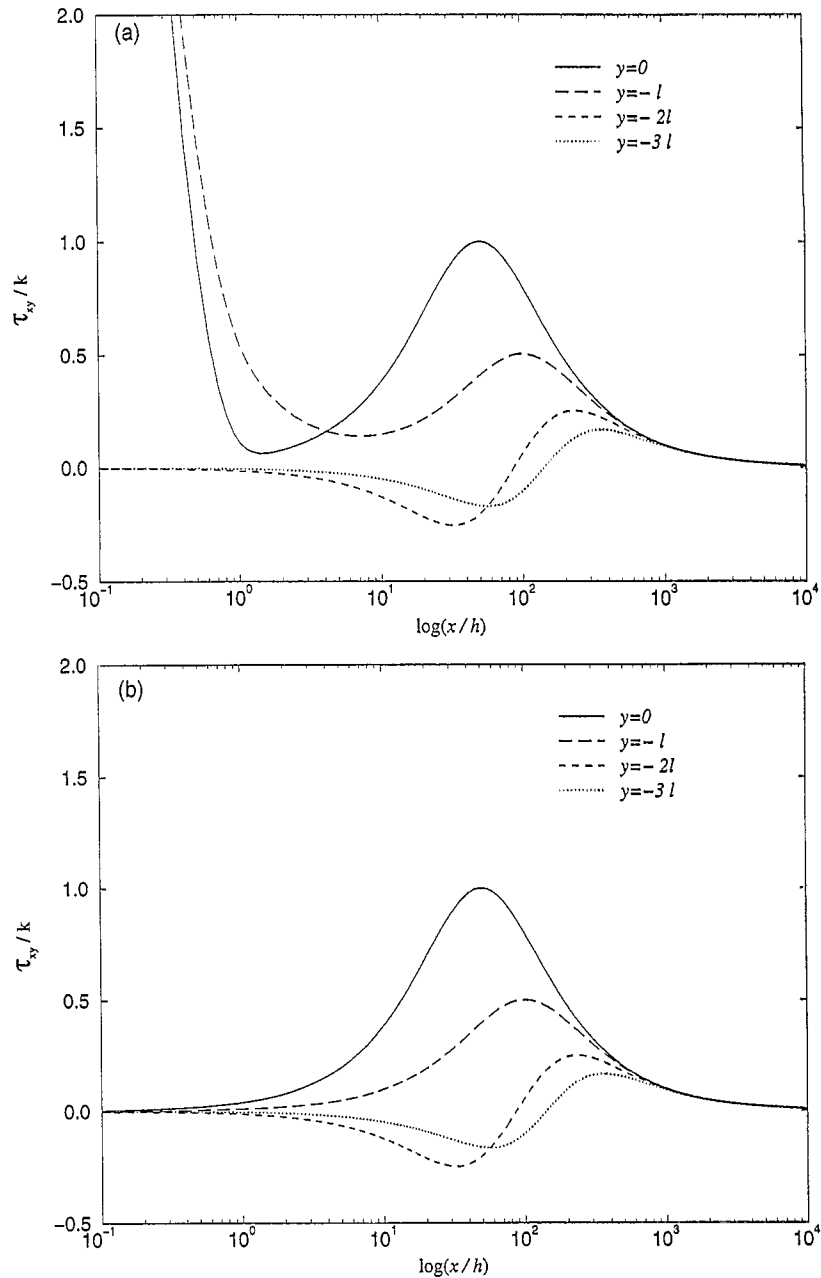 (a)
2.0
1.5
1.0
0.5
0.0
−0.5
τxy / k
y=0
y=− l
y=− 2l
y=−3 l
10⁻¹ 10⁰ 10¹ 10² 10³ 10⁴
log(x/h)
(b)
2.0
1.5
1.0
0.5
0.0
−0.5
τxy / k
y=0
y=− l
y=− 2l
y=−3 l
10⁻¹ 10⁰ 10¹ 10² 10³ 10⁴
log(x/h)